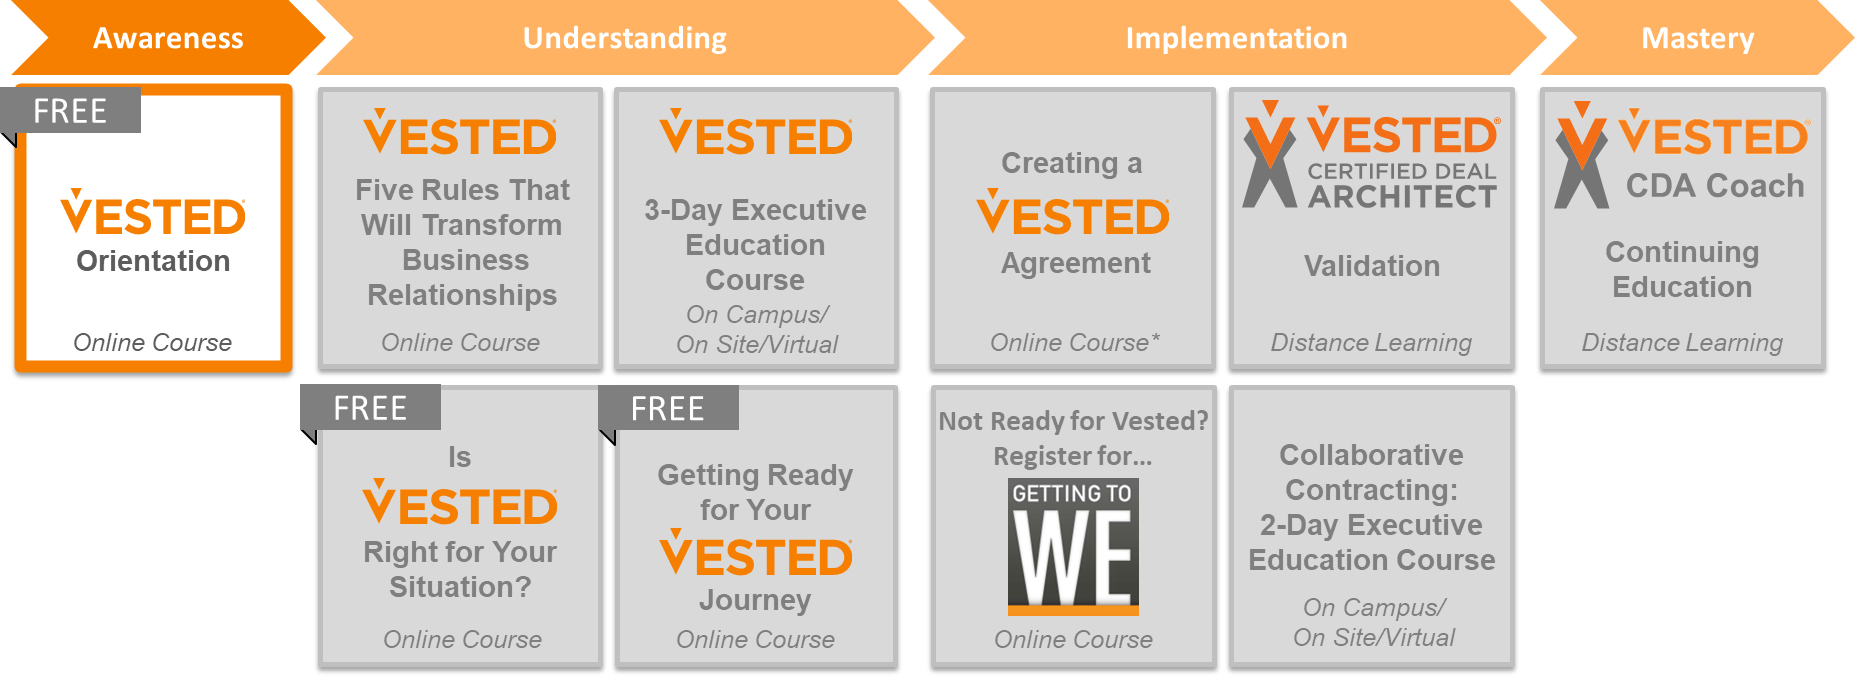 Awareness
Understanding
Implementation
Mastery
FREE
VESTED
Orientation
Online Course
VESTED
Five Rules That
Will Transform
Business
Relationships
Online Course
VESTED
3-Day Executive
Education
Course
On Campus/
On Site/Virtual
Creating a
VESTED
Agreement
Online Course*
VESTED®
CERTIFIED DEAL
ARCHITECT
Validation
Distance Learning
VESTED
CDA Coach
Continuing
Education
Distance Learning
FREE
Is
VESTED
Right for Your
Situation?
Online Course
FREE
Getting Ready
for Your
VESTED
Journey
Online Course
Not Ready for Vested?
Register for...
GETTING TO
WE
Online Course
Collaborative
Contracting:
2-Day Executive
Education Course
On Campus/
On Site/Virtual